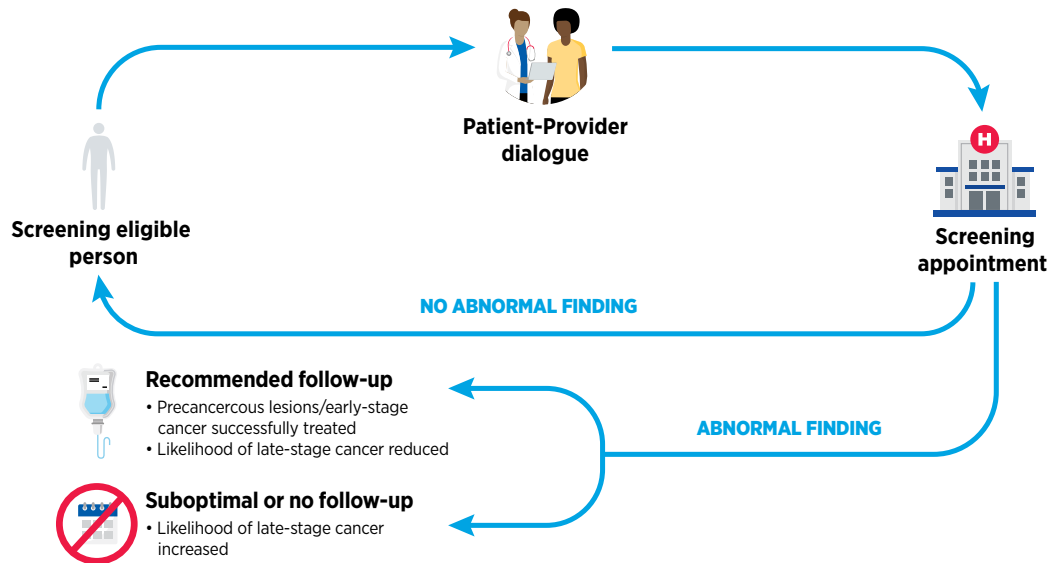 Patient-Provider
dialogue
H
Screening eligible
person
Screening
appointment
NO ABNORMAL FINDING
Recommended follow-up
• Precancercous lesions/early-stage
cancer successfully treated
• Likelihood of late-stage cancer reduced
ABNORMAL FINDING
Suboptimal or no follow-up
• Likelihood of late-stage cancer
increased